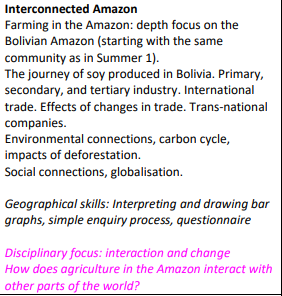 Interconnected Amazon
Farming in the Amazon: depth focus on the
Bolivian Amazon (starting with the same
community as in Summer 1).
The journey of soy produced in Bolivia. Primary,
secondary, and tertiary industry. International
trade. Effects of changes in trade. Trans-national
companies.
Environmental connections, carbon cycle,
impacts of deforestation.
Social connections, globalisation.
Geographical skills: Interpreting and drawing bar
graphs, simple enquiry process, questionnaire
Disciplinary focus: interaction and change
How does agriculture in the Amazon interact with
other parts of the world?